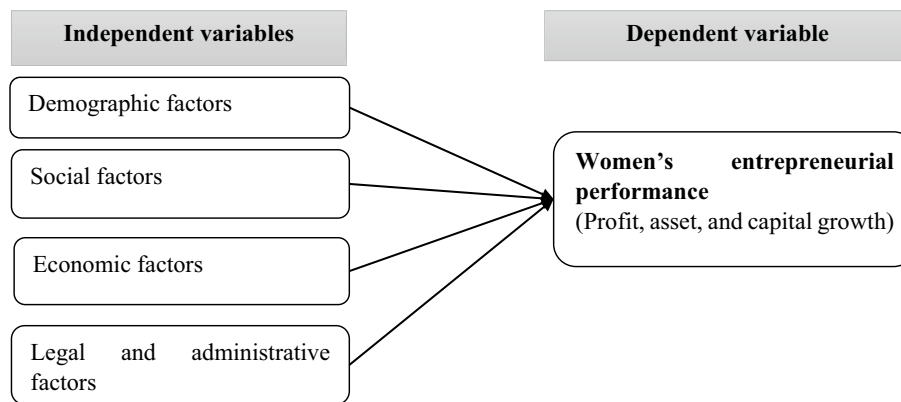 Independent variables
Dependent variable
Demographic factors
Social factors
Economic factors
Legal and administrative
factors
Women’s entrepreneurial
performance
(Profit, asset, and capital growth)